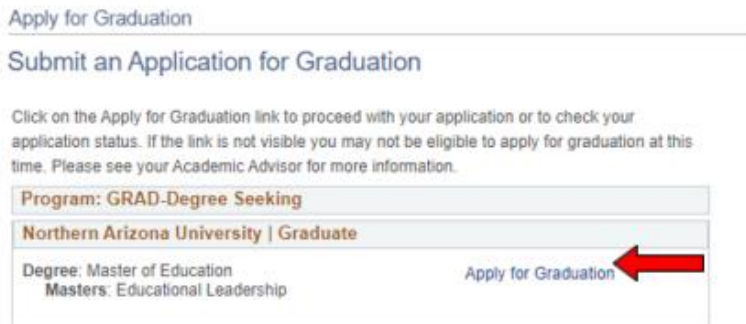 Apply for Graduation
Submit an Application for Graduation
Click on the Apply for Graduation link to proceed with your application or to check your
application status. If the link is not visible you may not be eligible to apply for graduation at this
time. Please see your Academic Advisor for more information.
Program: GRAD-Degree Seeking
Northern Arizona University | Graduate
Degree: Master of Education
Apply for Graduation
Masters: Educational Leadership